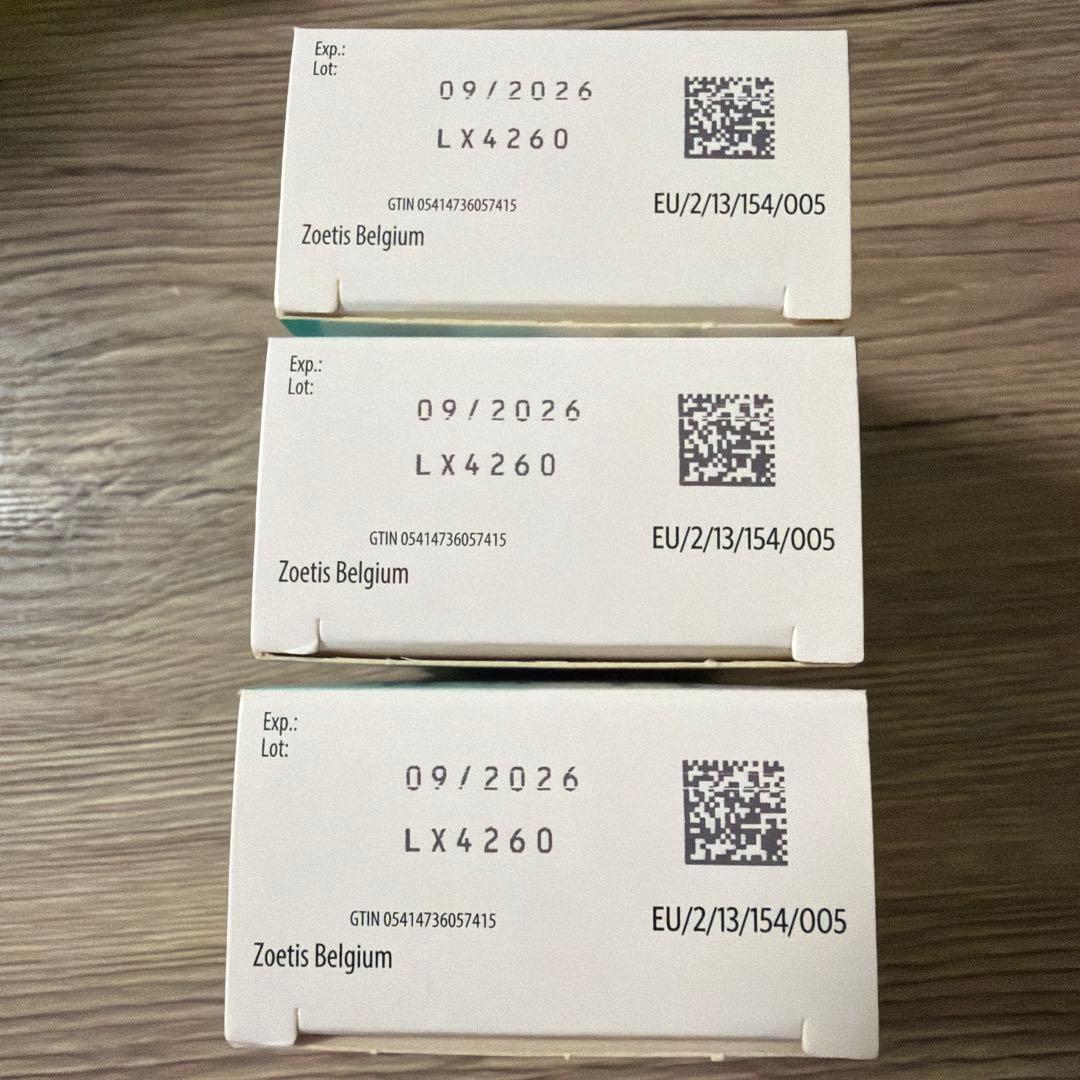 Exp.:
Lot:
09/2026
LX4260
GTIN 05414736057415
EU/2/13/154/005
Zoetis Belgium
Exp.:
Lot:
09/2026
LX4260
GTIN 05414736057415
EU/2/13/154/005
Zoetis Belgium
Exp.:
Lot:
09/2026
LX4260
GTIN 05414736057415
EU/2/13/154/005
Zoetis Belgium